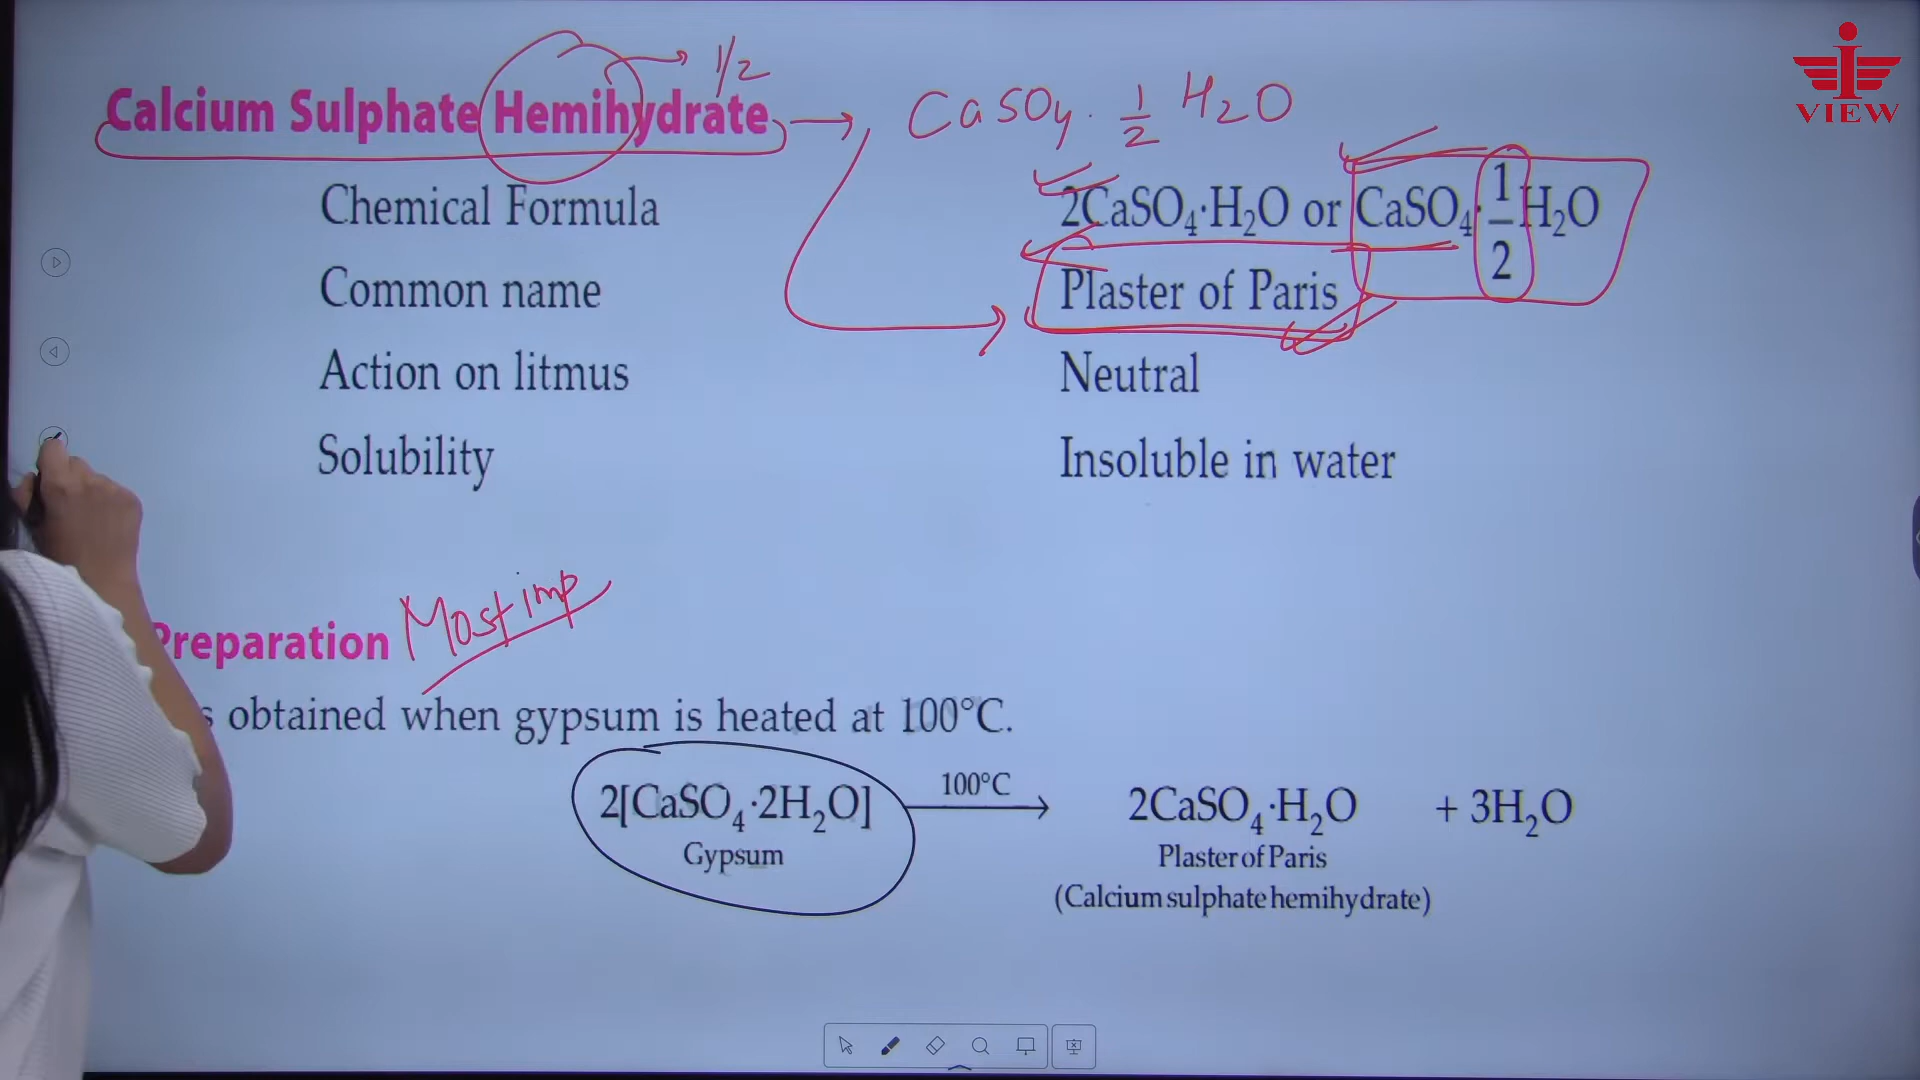 1/2
VIEW
Calcium Sulphate Hemihydrate → CaSO₄ · 1/2 H₂O
Chemical Formula 2CaSO₄·H₂O or CaSO₄·1/2 H₂O
Common name Plaster of Paris
Action on litmus Neutral
Solubility Insoluble in water
Preparation Most imp
s obtained when gypsum is heated at 100°C.
2[CaSO₄·2H₂O] 100°C → 2CaSO₄·H₂O + 3H₂O
Gypsum Plaster of Paris
(Calcium sulphate hemihydrate)